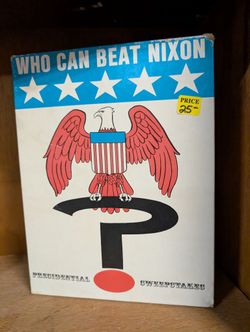 WHO CAN BEAT NIXON
PRICE
25-
?
PRESIDENTIAL SWEEPSTAKES